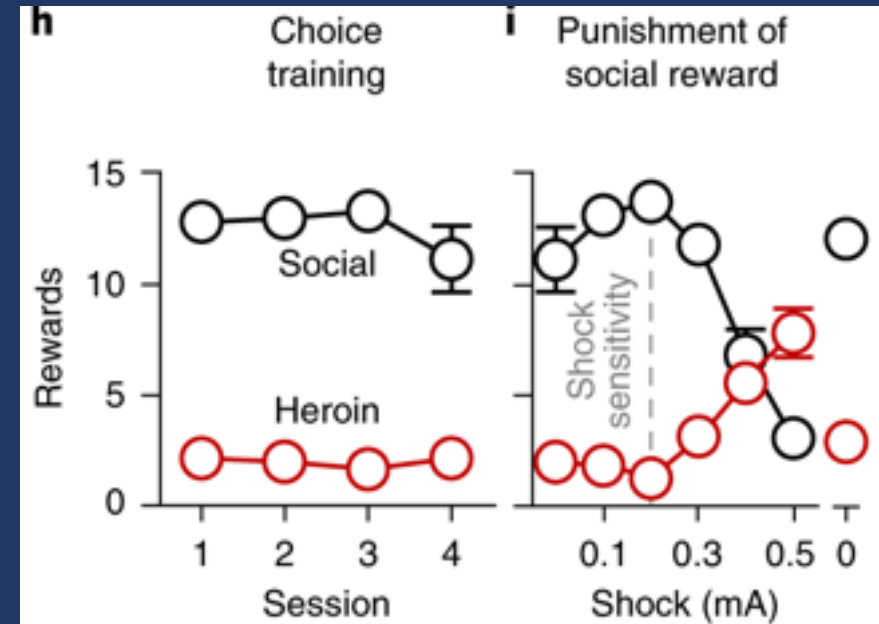 h
Choice
training
15
10
5
0
Rewards
Social
Heroin
1 2 3 4
Session
i
Punishment of
social reward
Shock
sensitivity
0.1 0.3 0.5 0
Shock (mA)